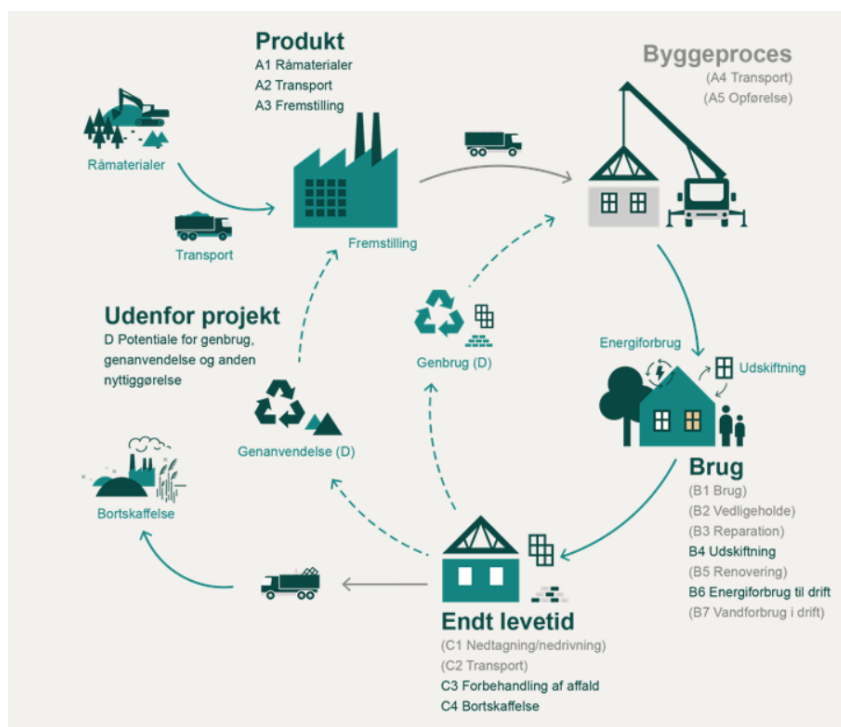 Produkt
A1 Råmaterialer
A2 Transport
A3 Fremstilling
Byggeproces
(A4 Transport)
(A5 Opførelse)
Råmaterialer
Transport
Fremstilling
Udenfor projekt
D Potentiale for genbrug,
genanvendelse og anden
nyttiggørelse
Genbrug (D)
Energiforbrug
Udskiftning
Genanvendelse (D)
Bortskaffelse
Brug
(B1 Brug)
(B2 Vedligeholde)
(B3 Reparation)
B4 Udskiftning
(B5 Renovering)
B6 Energiforbrug til drift
(B7 Vandforbrug i drift)
Endt levetid
(C1 Nedtagning/nedrivning)
(C2 Transport)
C3 Forbehandling af affald
C4 Bortskaffelse